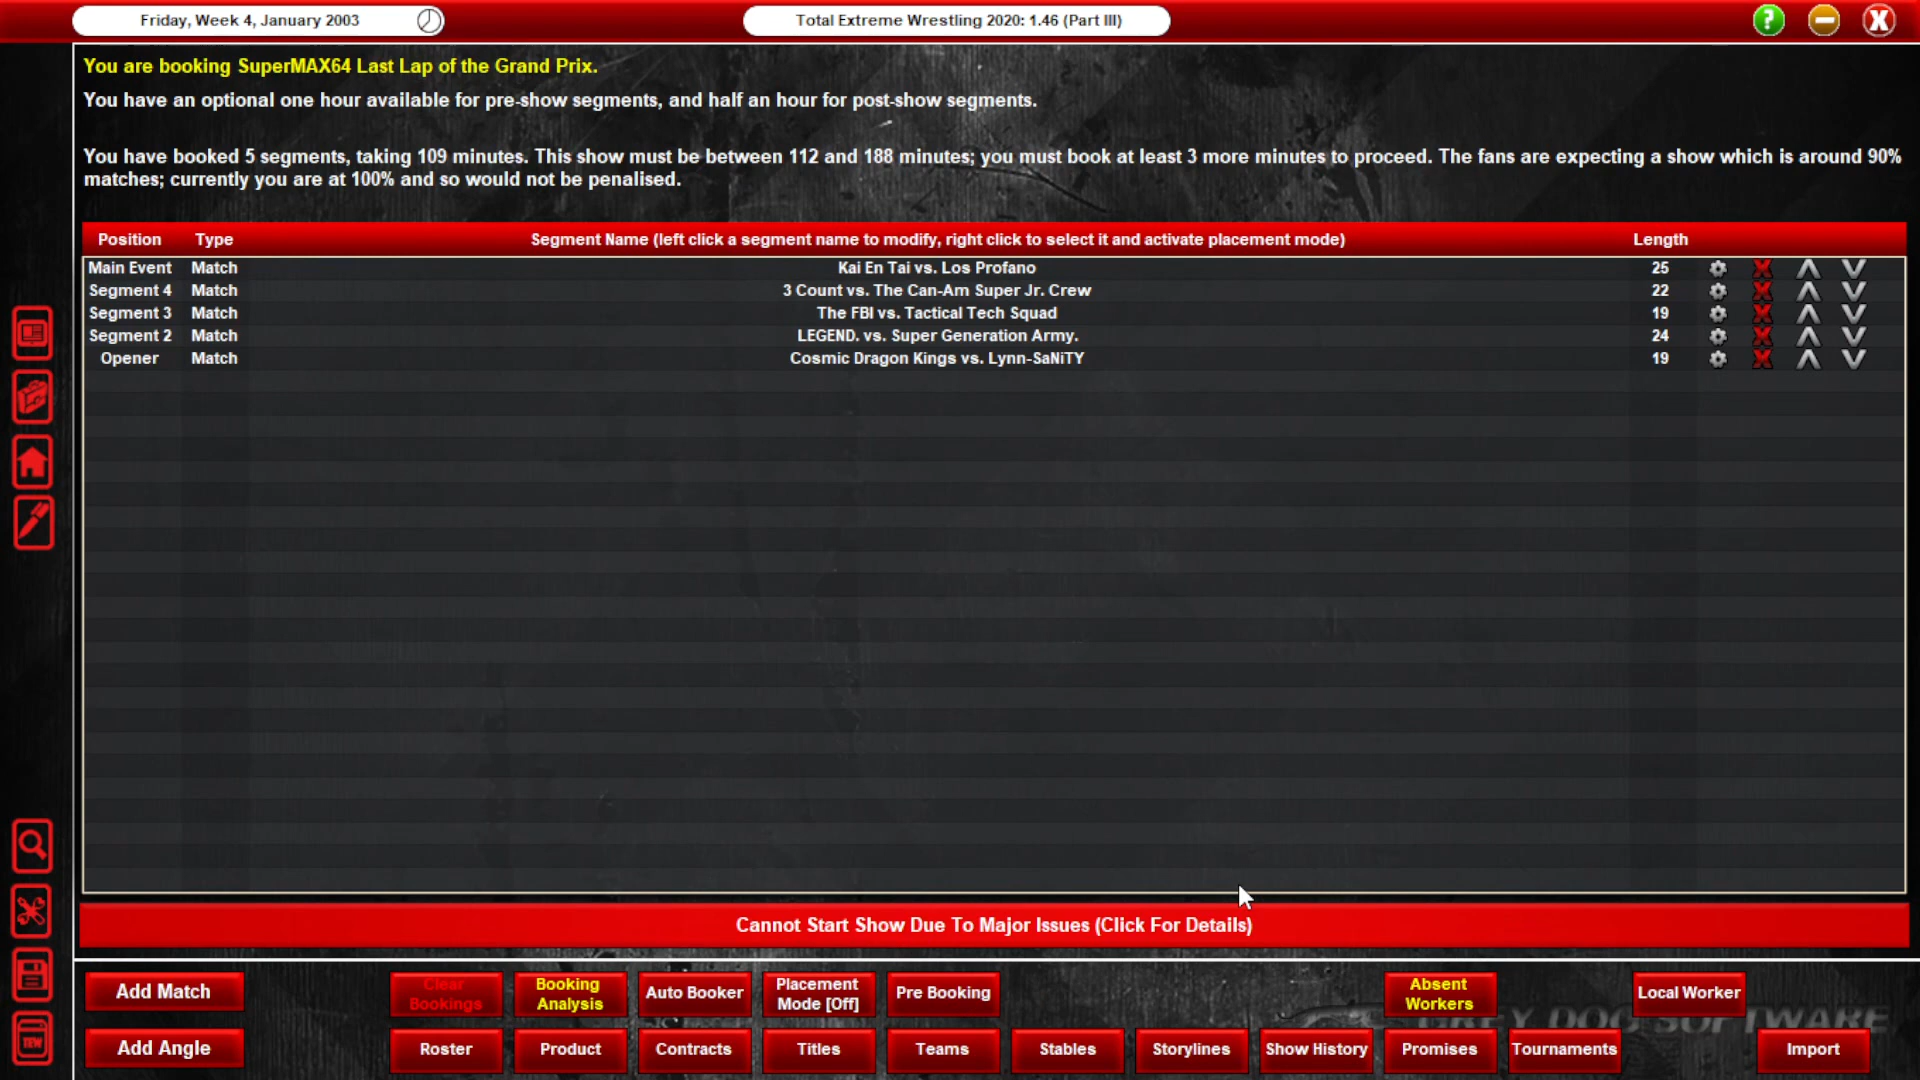 Friday, Week 4, January 2003
Total Extreme Wrestling 2020: 1.46 (Part III)
You are booking SuperMAX64 Last Lap of the Grand Prix.
You have an optional one hour available for pre-show segments, and half an hour for post-show segments.
You have booked 5 segments, taking 109 minutes. This show must be between 112 and 188 minutes; you must book at least 3 more minutes to proceed. The fans are expecting a show which is around 90%
matches; currently you are at 100% and so would not be penalised.
Position Type Segment Name (left click a segment name to modify, right click to select it and activate placement mode) Length
Main Event Match Kai En Tai vs. Los Profano 25
Segment 4 Match 3 Count vs. The Can-Am Super Jr. Crew 22
Segment 3 Match The FBI vs. Tactical Tech Squad 19
Segment 2 Match LEGEND. vs. Super Generation Army. 24
Opener Match Cosmic Dragon Kings vs. Lynn-SaNiTY 19
Cannot Start Show Due To Major Issues (Click For Details)
Add Match
Clear
Bookings
Booking
Analysis
Auto Booker
Placement
Mode [Off]
Pre Booking
Absent
Workers
Local Worker
GREY DOG SOFTWARE
Add Angle
Roster
Product
Contracts
Titles
Teams
Stables
Storylines
Show History
Promises
Tournaments
Import
TEW